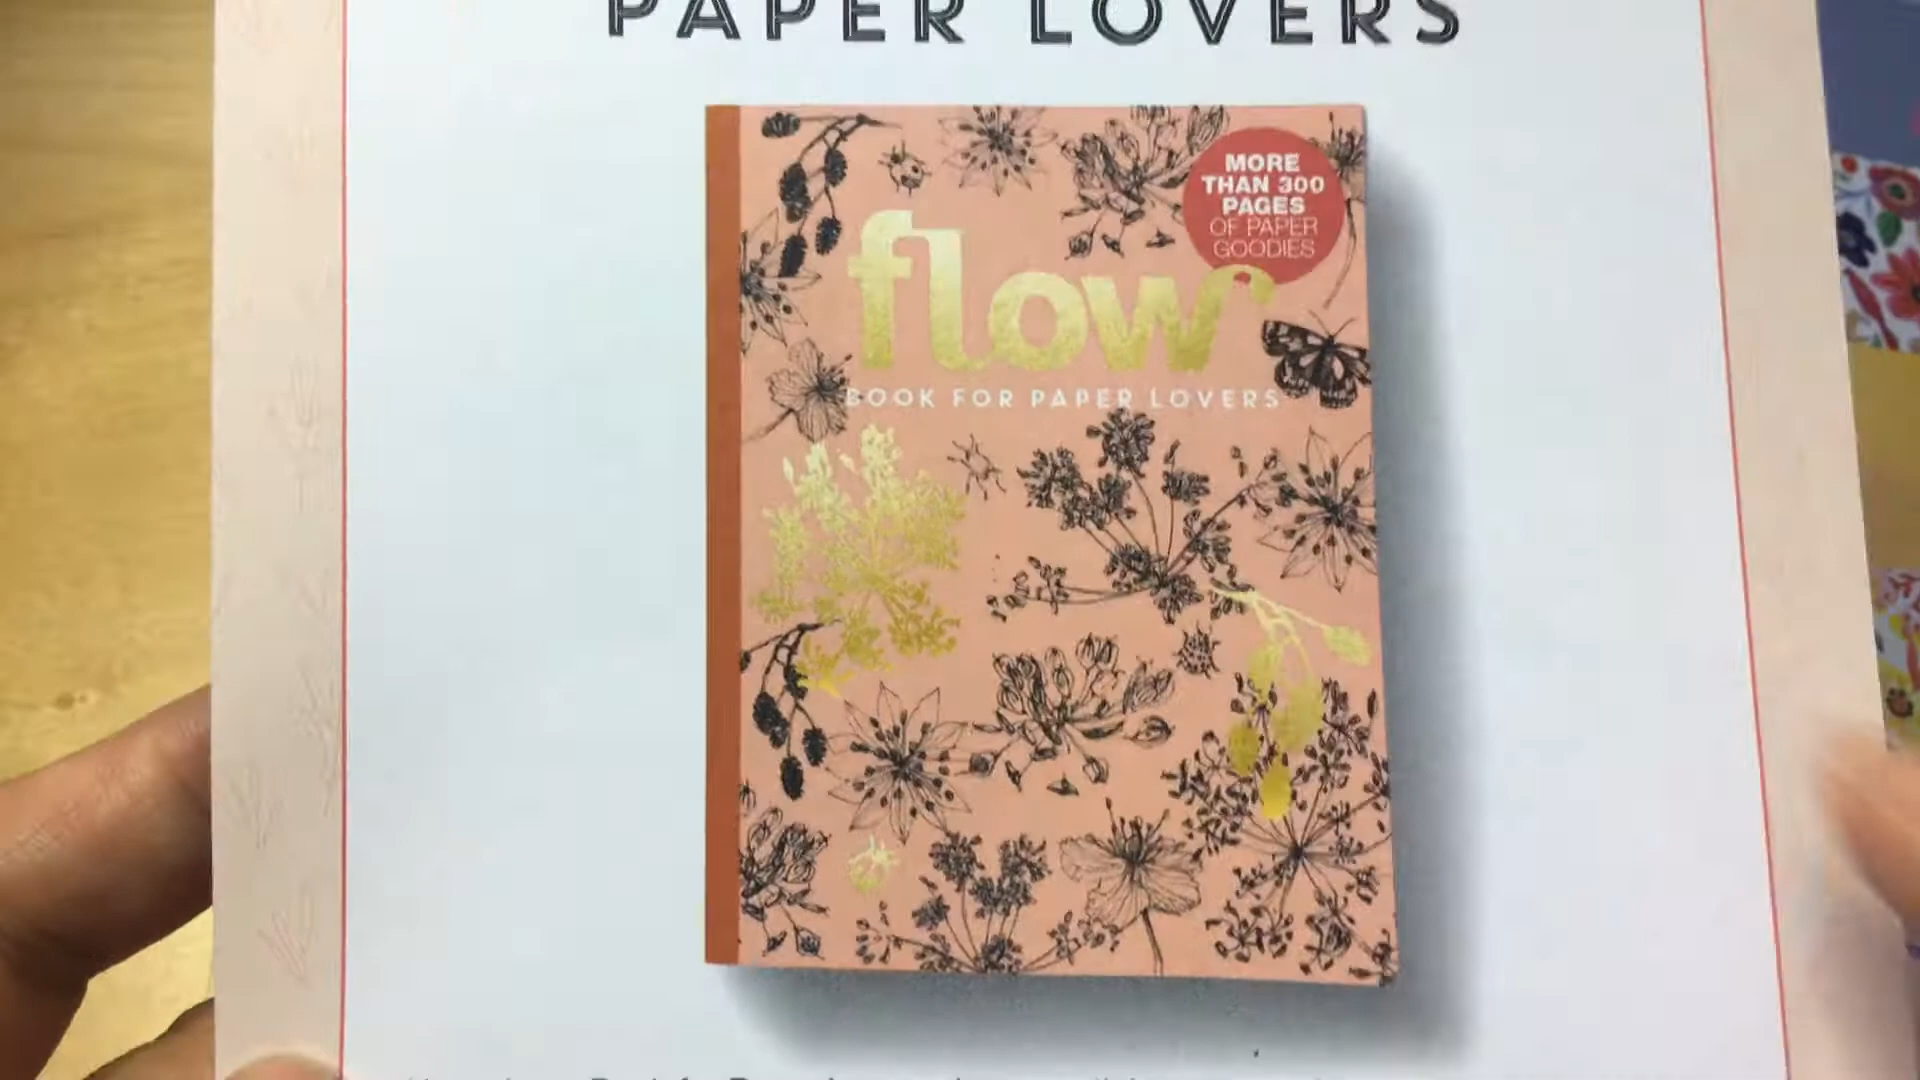 PAPER LOVERS
MORE
THAN 300
PAGES
OF PAPER
GOODIES
flow
BOOK FOR PAPER LOVERS